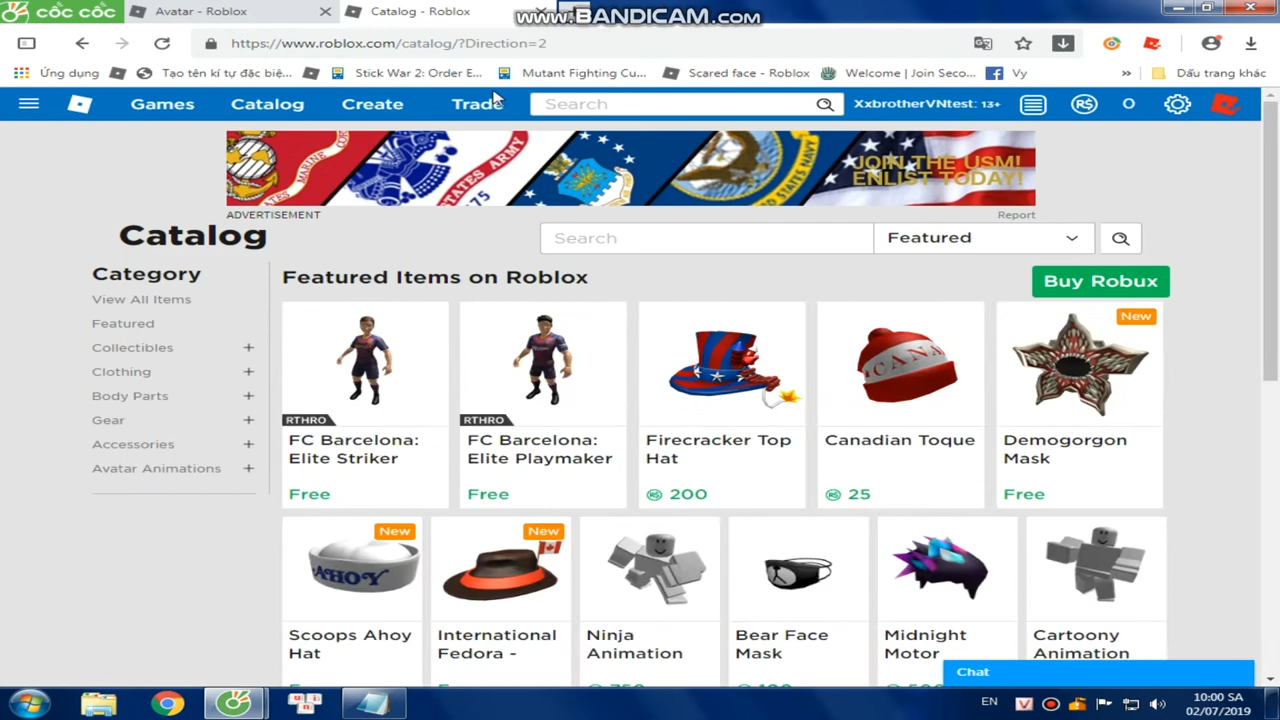 cốc cốc
Avatar - Roblox
Catalog - Roblox
www.BANDICAM.com
https://www.roblox.com/catalog/?Direction=2
Ứng dụng
Tạo tên kí tự đặc biệ...
Stick War 2: Order E...
Mutant Fighting Cu...
Scared face - Roblox
Welcome | Join Seco...
Vy
»
Dấu trang khác
Games
Catalog
Create
Trade
Search
XxbrotherVNtest: 13+
R$
0
JOIN THE USM!
ENLIST TODAY!
ADVERTISEMENT
Report
Catalog
Search
Featured
Category
View All Items
Featured
Collectibles +
Clothing +
Body Parts +
Gear +
Accessories +
Avatar Animations +
Featured Items on Roblox
Buy Robux
RTHRO
FC Barcelona:
Elite Striker
Free
RTHRO
FC Barcelona:
Elite Playmaker
Free
Firecracker Top
Hat
R$ 200
CANA
Canadian Toque
R$ 25
New
Demogorgon
Mask
Free
New
AHOY
Scoops Ahoy
Hat
New
International
Fedora -
Ninja
Animation
Bear Face
Mask
Midnight
Motor
Cartoony
Animation
Chat
EN
10:00 SA
02/07/2019